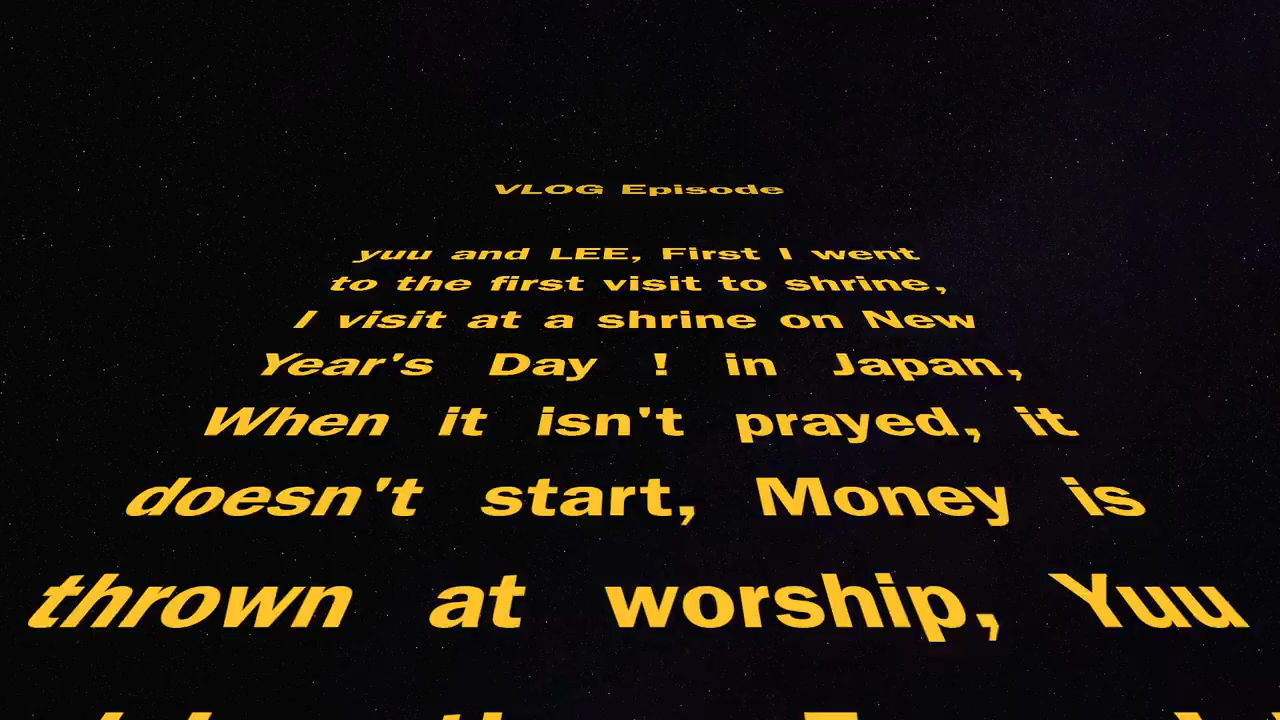 VLOG Episode
yuu and LEE, First I went
to the first visit to shrine,
I visit at a shrine on New
Year's Day ! in Japan,
When it isn't prayed, it
doesn't start, Money is
thrown at worship, Yuu